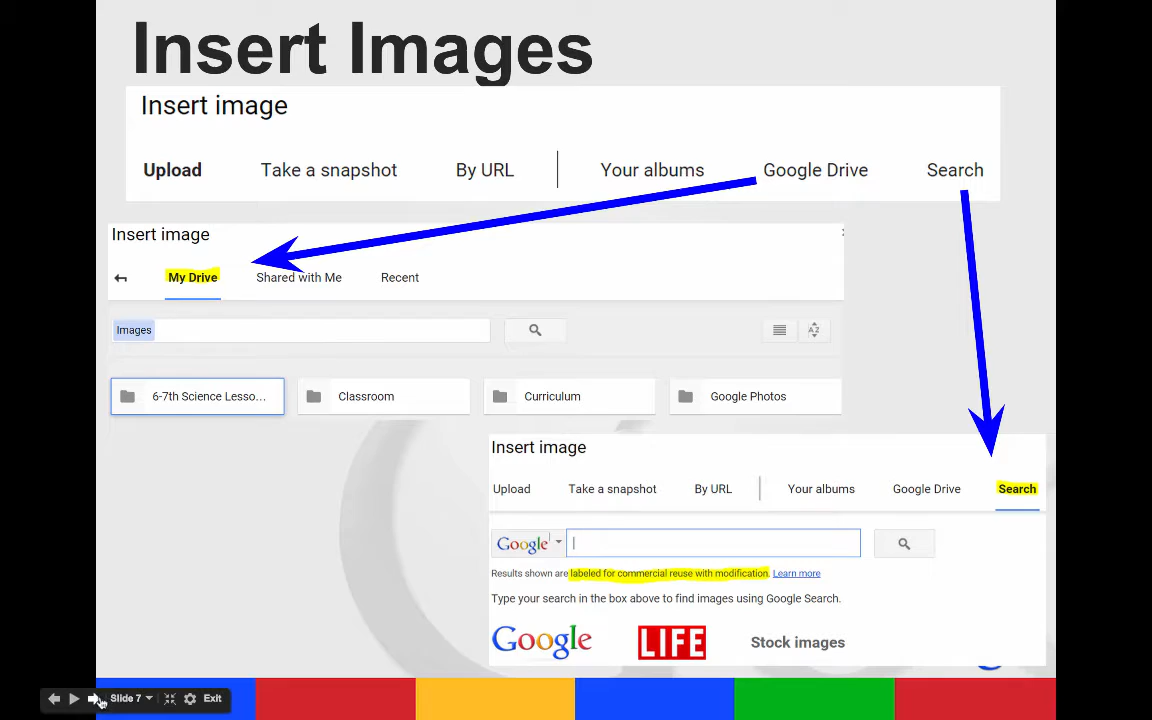 Insert Images
Insert image
Upload Take a snapshot By URL Your albums Google Drive Search
Insert image
My Drive Shared with Me Recent
Images
AZ
6-7th Science Lesso... Classroom Curriculum Google Photos
Insert image
Upload Take a snapshot By URL Your albums Google Drive Search
Google
Results shown are labeled for commercial reuse with modification. Learn more
Type your search in the box above to find images using Google Search.
Google LIFE Stock images
Slide 7 Exit